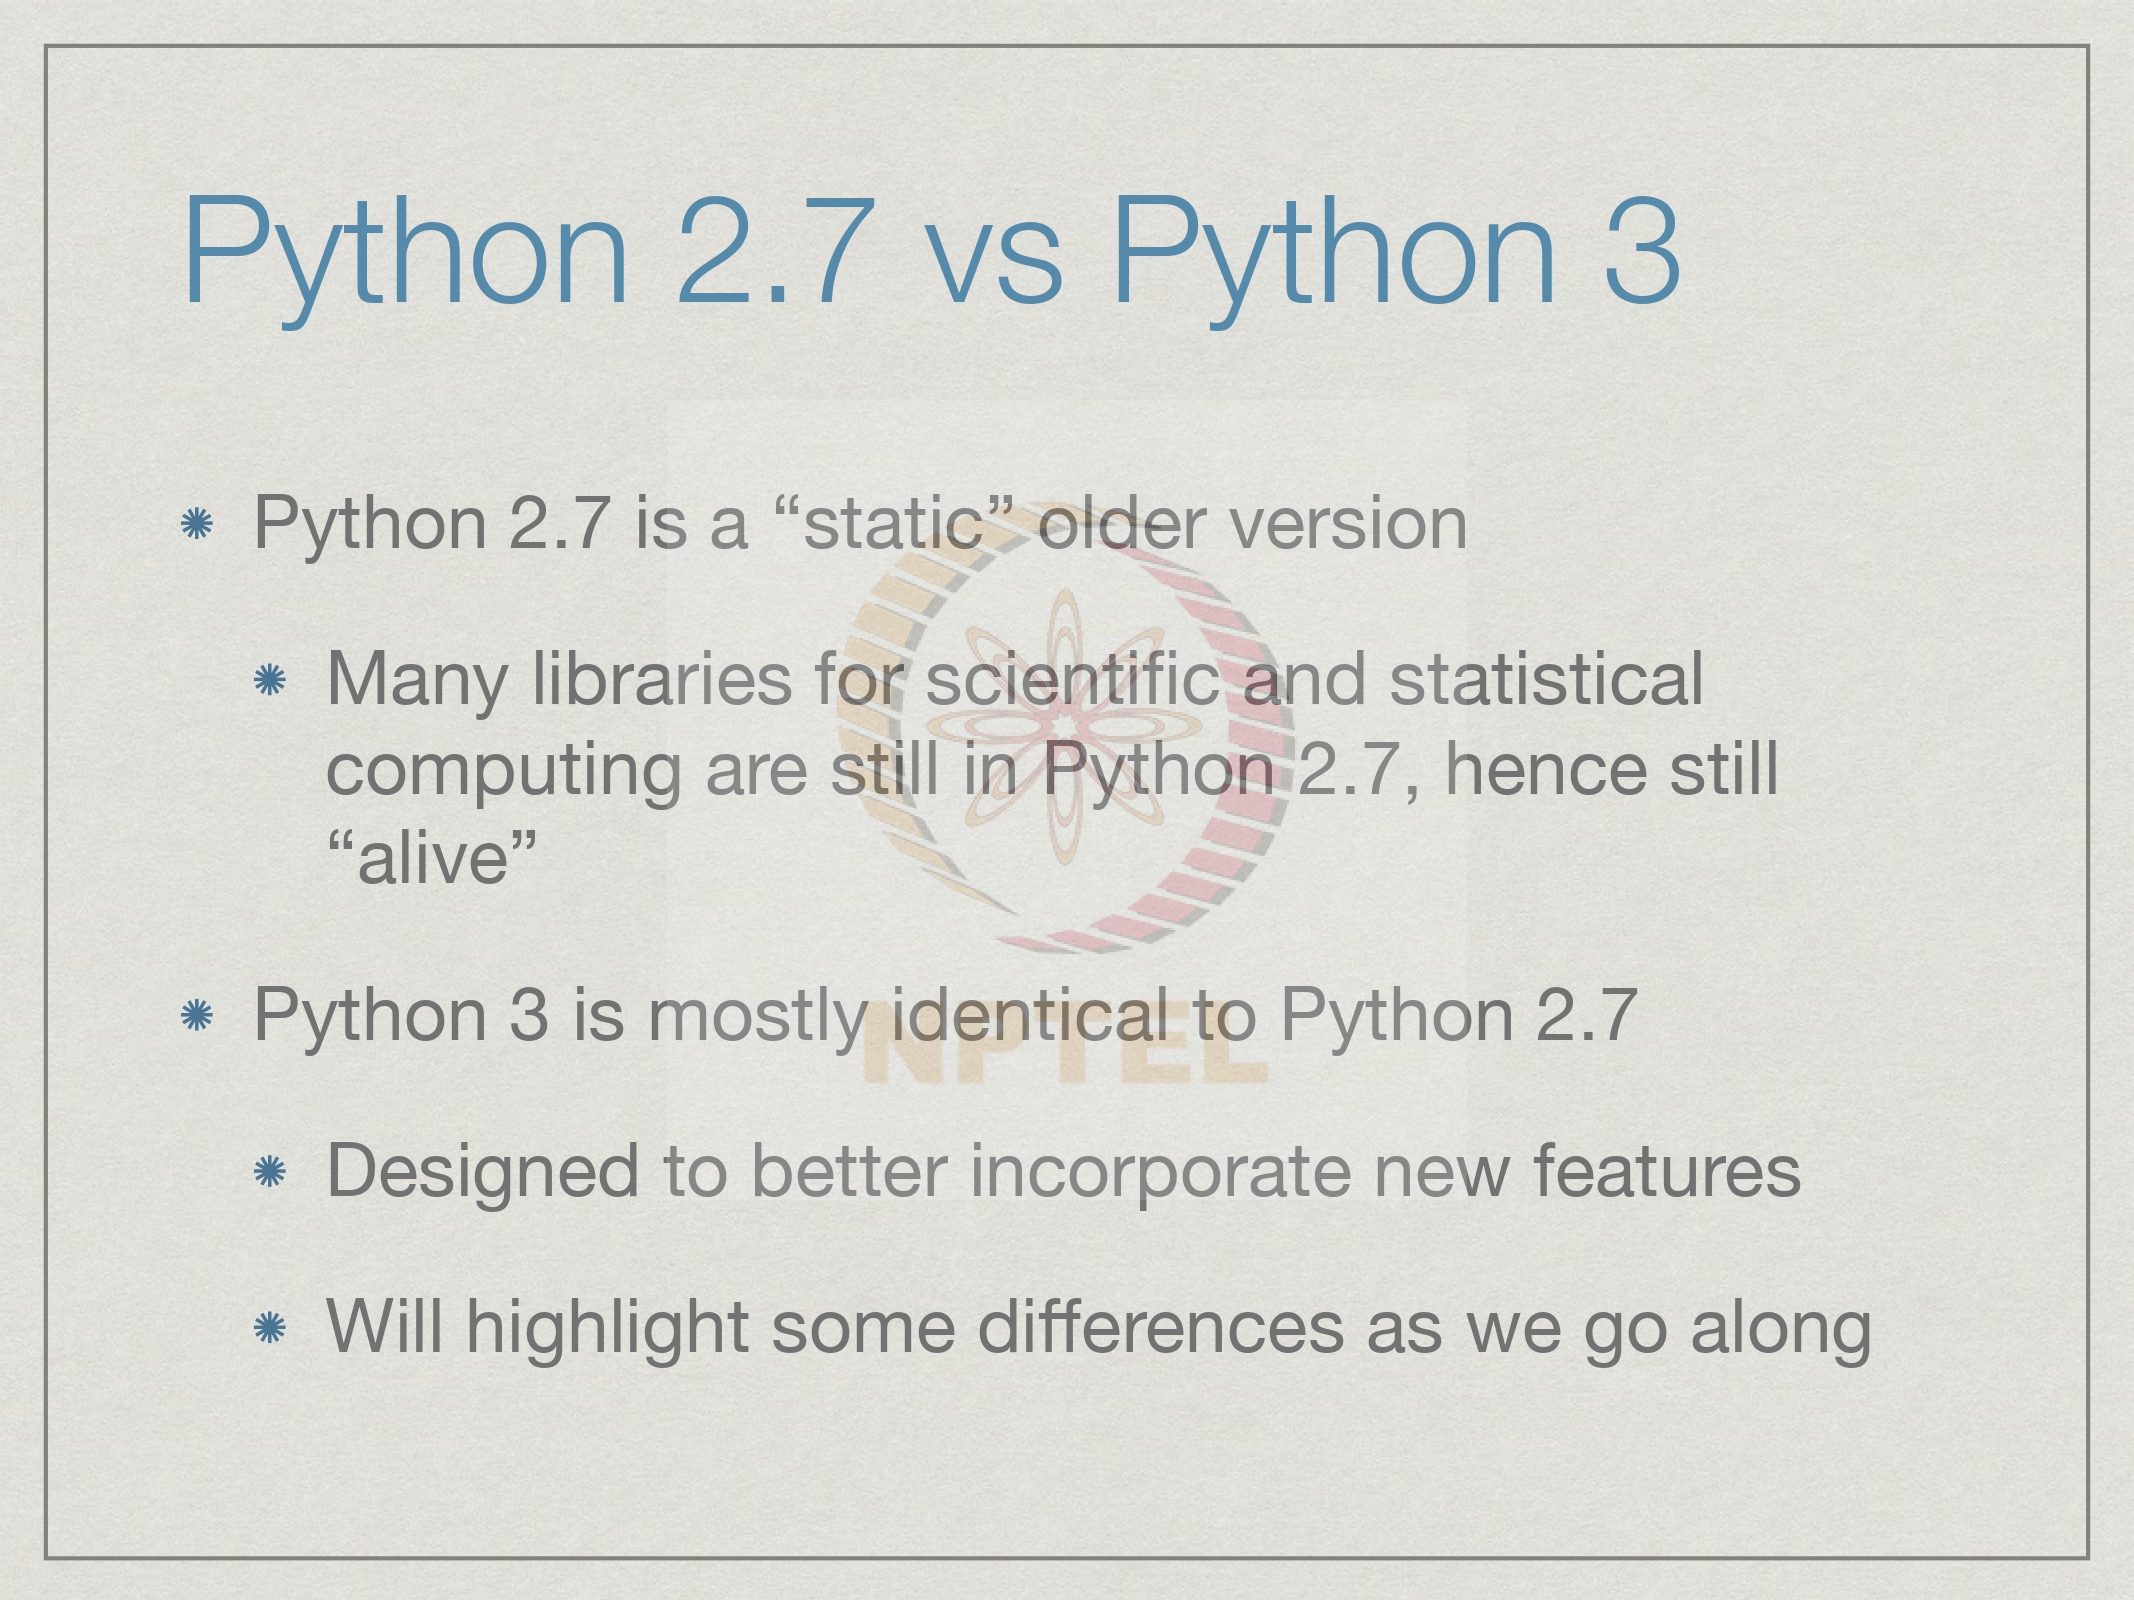 Python 2.7 vs Python 3
Python 2.7 is a “static” older version
Many libraries for scientific and statistical
computing are still in Python 2.7, hence still
“alive”
Python 3 is mostly identical to Python 2.7
NPTEL
Designed to better incorporate new features
Will highlight some differences as we go along